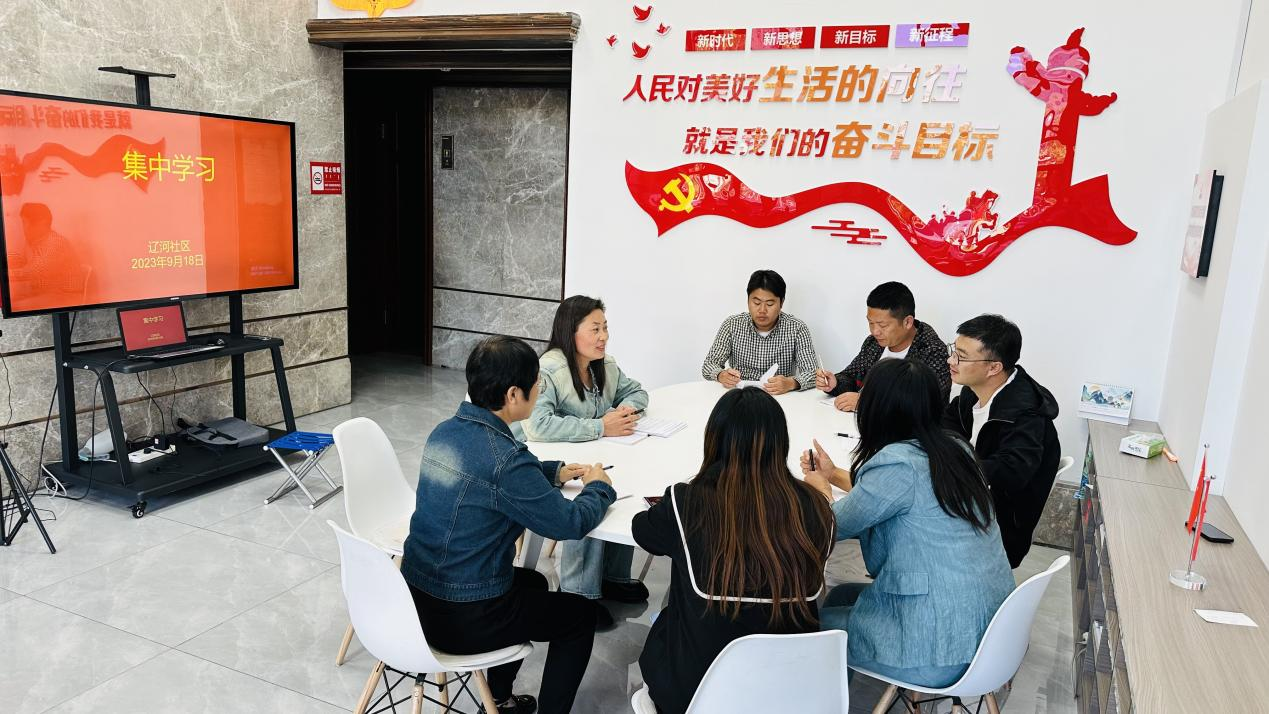 新时代 新思想 新目标 新征程
人民对美好生活的向往
就是我们的奋斗目标
集中学习
辽河社区
2023年9月18日
集中学习